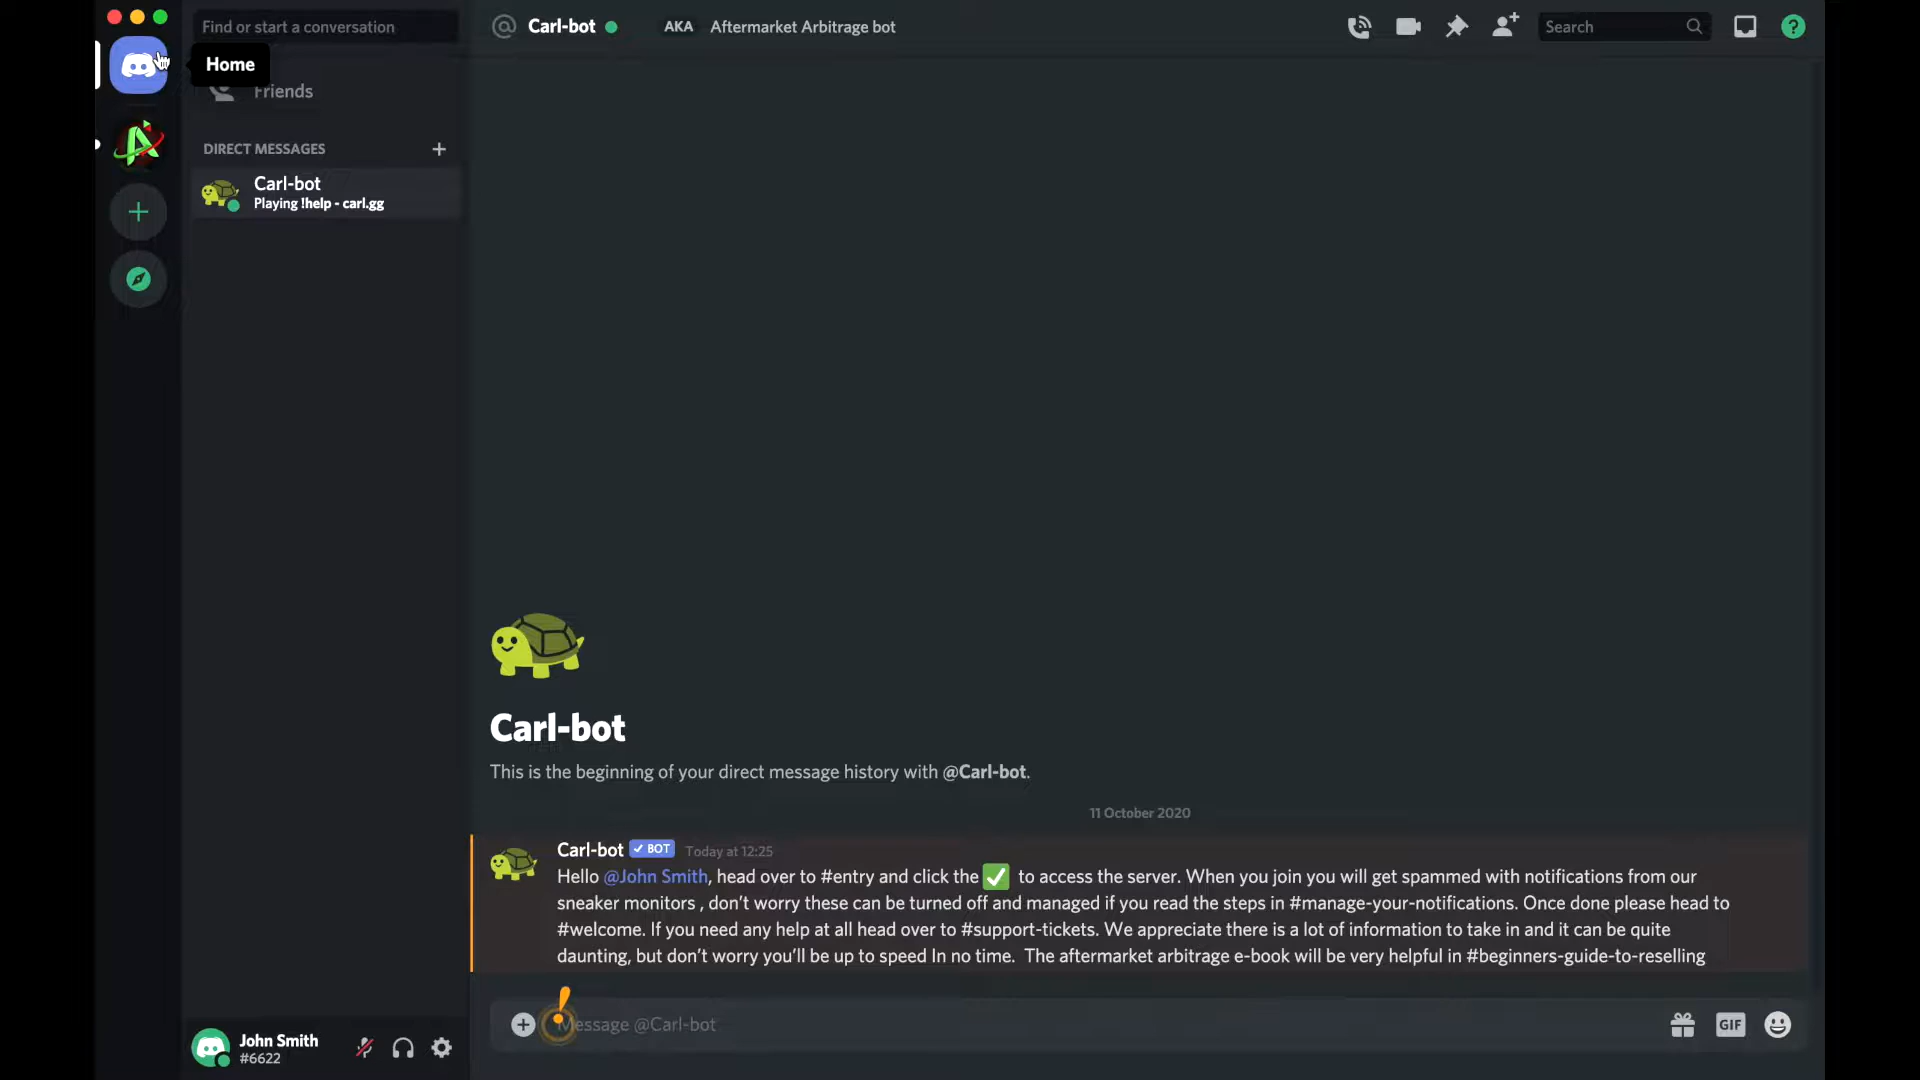 Find or start a conversation
Carl-bot
AKA Aftermarket Arbitrage bot
Search
?
Home
Friends
DIRECT MESSAGES +
Carl-bot
Playing !help - carl.gg
Carl-bot
This is the beginning of your direct message history with @Carl-bot.
11 October 2020
Carl-bot ✓ BOT Today at 12:25
Hello @John Smith, head over to #entry and click the ✅ to access the server. When you join you will get spammed with notifications from our
sneaker monitors , don't worry these can be turned off and managed if you read the steps in #manage-your-notifications. Once done please head to
#welcome. If you need any help at all head over to #support-tickets. We appreciate there is a lot of information to take in and it can be quite
daunting, but don't worry you'll be up to speed In no time.  The aftermarket arbitrage e-book will be very helpful in #beginners-guide-to-reselling
Message @Carl-bot
GIF
John Smith
#6622